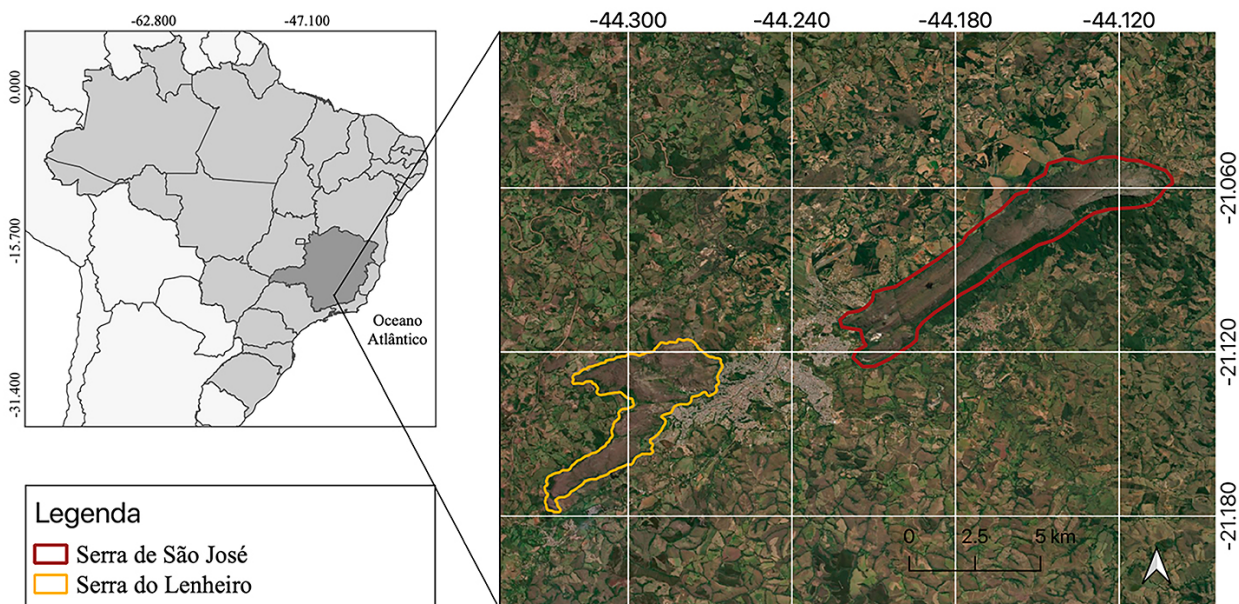 -62.800 -47.100
0.000
-15.700
-31.400
Oceano
Atlântico
-44.300 -44.240 -44.180 -44.120
-21.060
-21.120
-21.180
0 2.5 5 km
Legenda
Serra de São José
Serra do Lenheiro